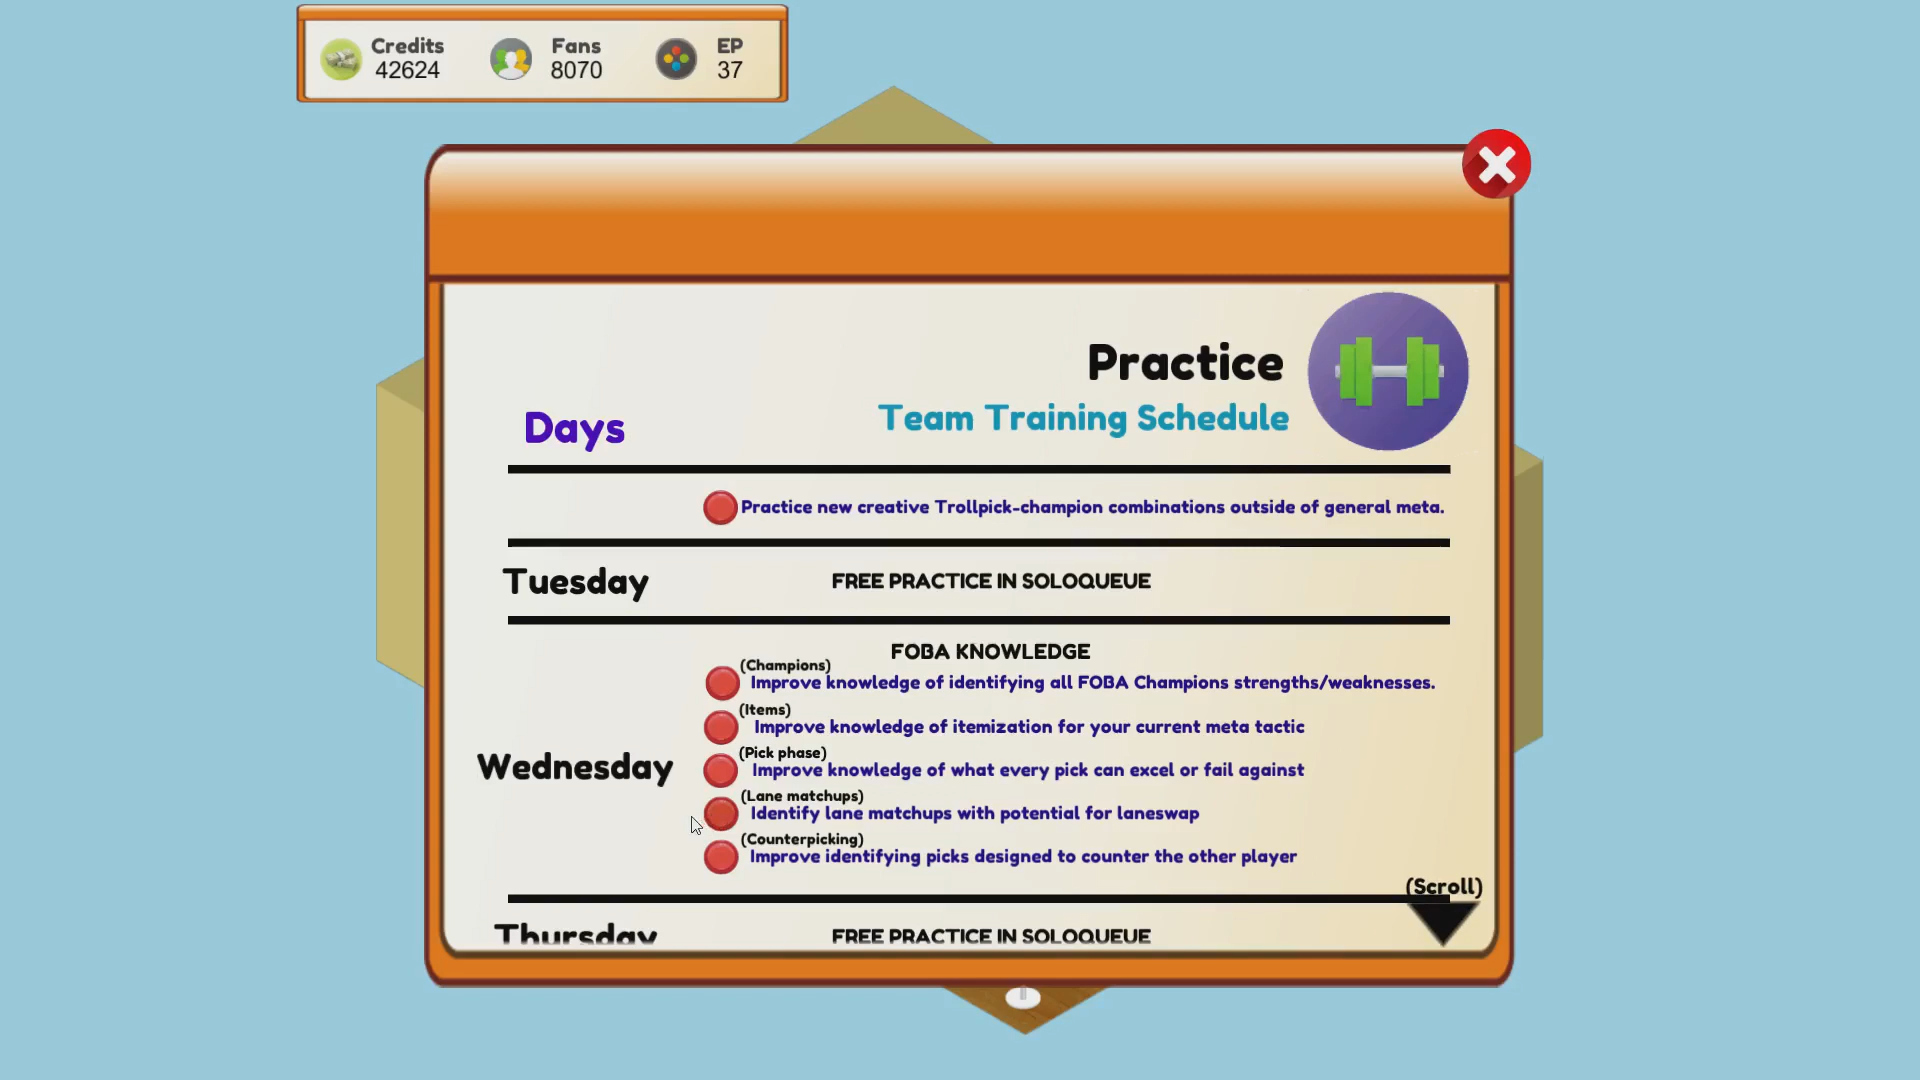 Credits
42624
Fans
8070
EP
37
Practice
Team Training Schedule
Days
Practice new creative Trollpick-champion combinations outside of general meta.
Tuesday
FREE PRACTICE IN SOLOQUEUE
FOBA KNOWLEDGE
(Champions)
Improve knowledge of identifying all FOBA Champions strengths/weaknesses.
(Items)
Improve knowledge of itemization for your current meta tactic
(Pick phase)
Improve knowledge of what every pick can excel or fail against
Wednesday
(Lane matchups)
Identify lane matchups with potential for laneswap
(Counterpicking)
Improve identifying picks designed to counter the other player
(Scroll)
Thursday
FREE PRACTICE IN SOLOQUEUE